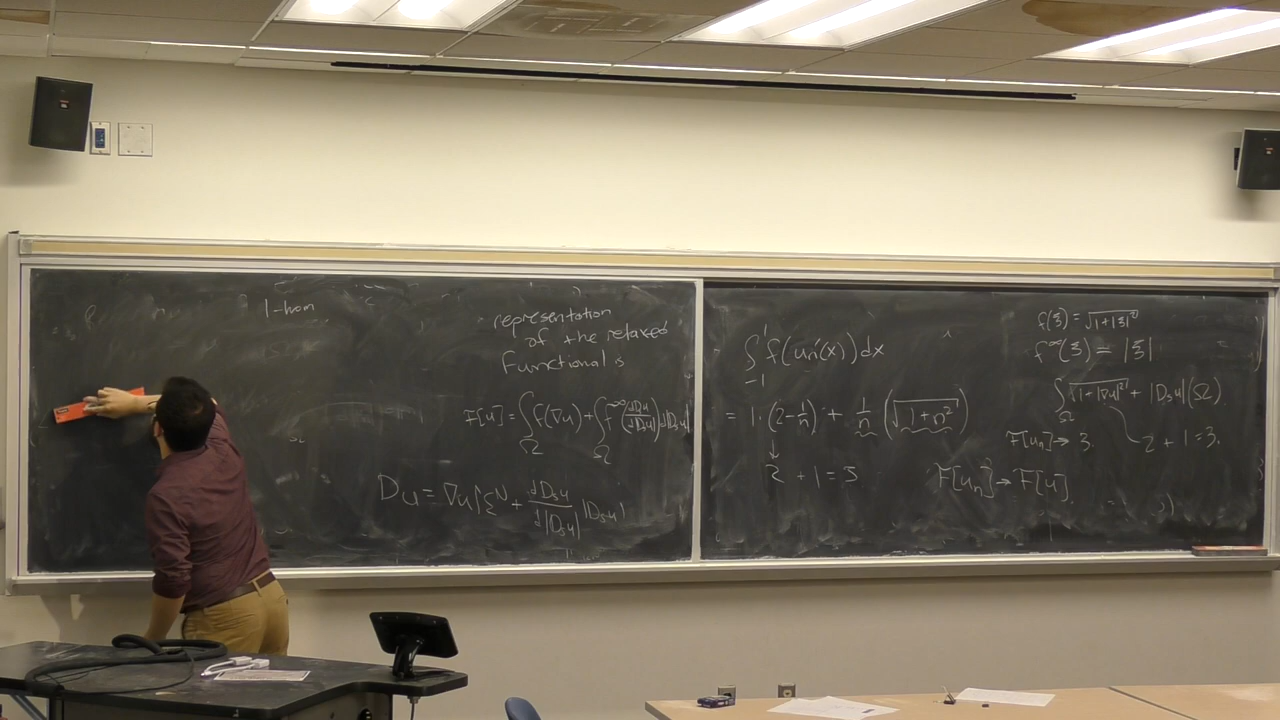 1-hom
representation
of the relaxed
Functionals
F[u] = ∫_Ω f(∇u) + ∫_Ω f^∞(dD_su/d|D_su|) d|D_su|
Du = ∇u⌊ℒ^N + dD_su/d|D_su| |D_su|
∫_{-1}^1 f(un'(x)) dx
= 1·(2-1/n) + 1/n (√(1+n²))
↓
2 + 1 = 3
f(ξ) = √(1+|ξ|²)
f^∞(ξ) = |ξ|
∫_Ω √(1+|∇u|²) + |D_su|(Ω)
F[u_n] → 3.
2 + 1 = 3.
F[u_n] → F[u].